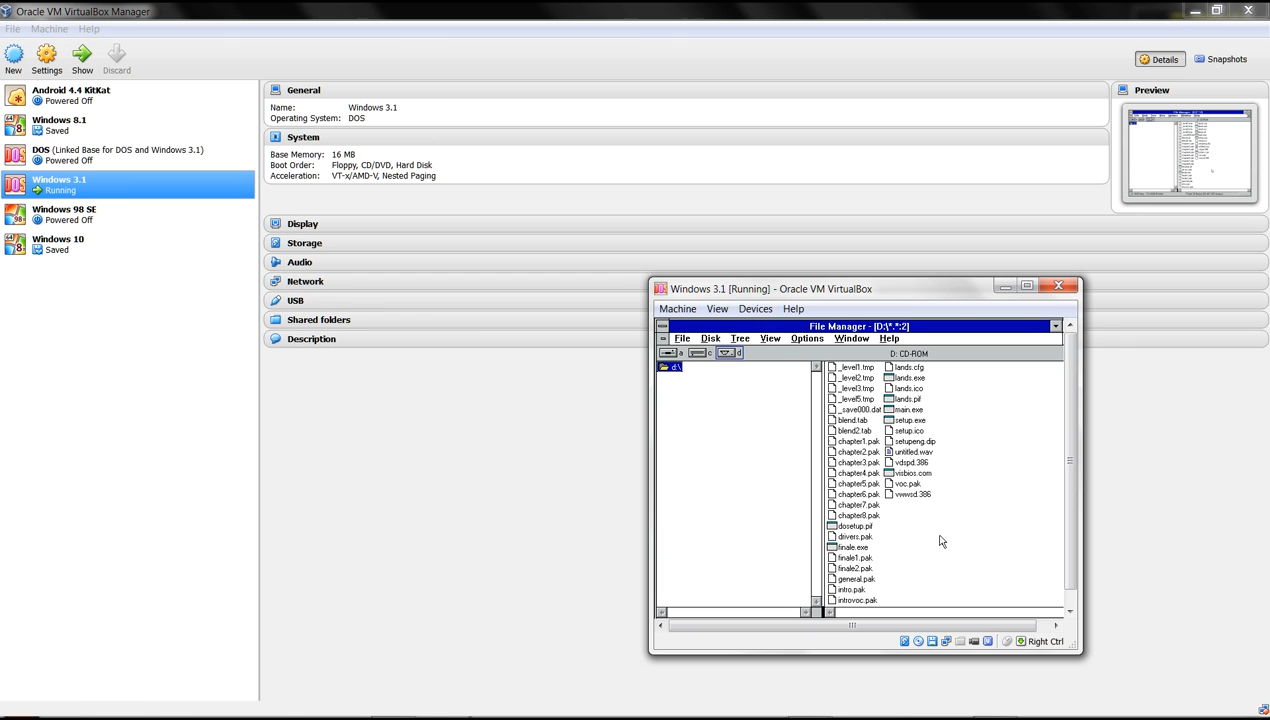 Oracle VM VirtualBox Manager
File Machine Help
New Settings Show Discard
Details Snapshots
Android 4.4 KitKat
Powered Off
64 8 Windows 8.1
Saved
DOS DOS (Linked Base for DOS and Windows 3.1)
Powered Off
DOS Windows 3.1
Running
98 Windows 98 SE
Powered Off
64 8 Windows 10
Saved
General
Name: Windows 3.1
Operating System: DOS
System
Base Memory: 16 MB
Boot Order: Floppy, CD/DVD, Hard Disk
Acceleration: VT-x/AMD-V, Nested Paging
Display
Storage
Audio
Network
USB
Shared folders
Description
Preview
Windows 3.1 [Running] - Oracle VM VirtualBox
Machine View Devices Help
File Manager - [D:\*.*:2]
File Disk Tree View Options Window Help
a c d D: CD-ROM
d:\
_level1.tmp
_level2.tmp
_level3.tmp
_level5.tmp
_save000.dat
blend.tab
blend2.tab
chapter1.pak
chapter2.pak
chapter3.pak
chapter4.pak
chapter5.pak
chapter6.pak
chapter7.pak
chapter8.pak
dosetup.pif
drivers.pak
finale.exe
finale1.pak
finale2.pak
general.pak
intro.pak
introvoc.pak
lands.cfg
lands.exe
lands.ico
lands.pif
main.exe
setup.exe
setup.ico
setupeng.dip
untitled.wav
vdspd.386
visbios.com
voc.pak
vwwsd.386
Right Ctrl